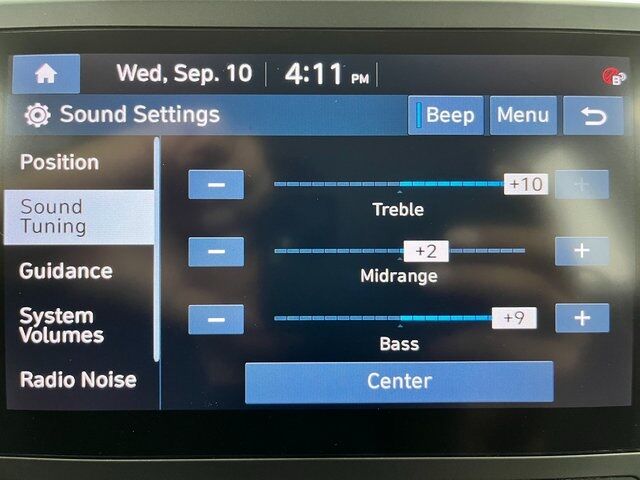 Wed, Sep. 10 4:11 PM
Sound Settings Beep Menu
Position
Sound
Tuning
Guidance
System
Volumes
Radio Noise
− +10 +
Treble
− +2 +
Midrange
− +9 +
Bass
Center